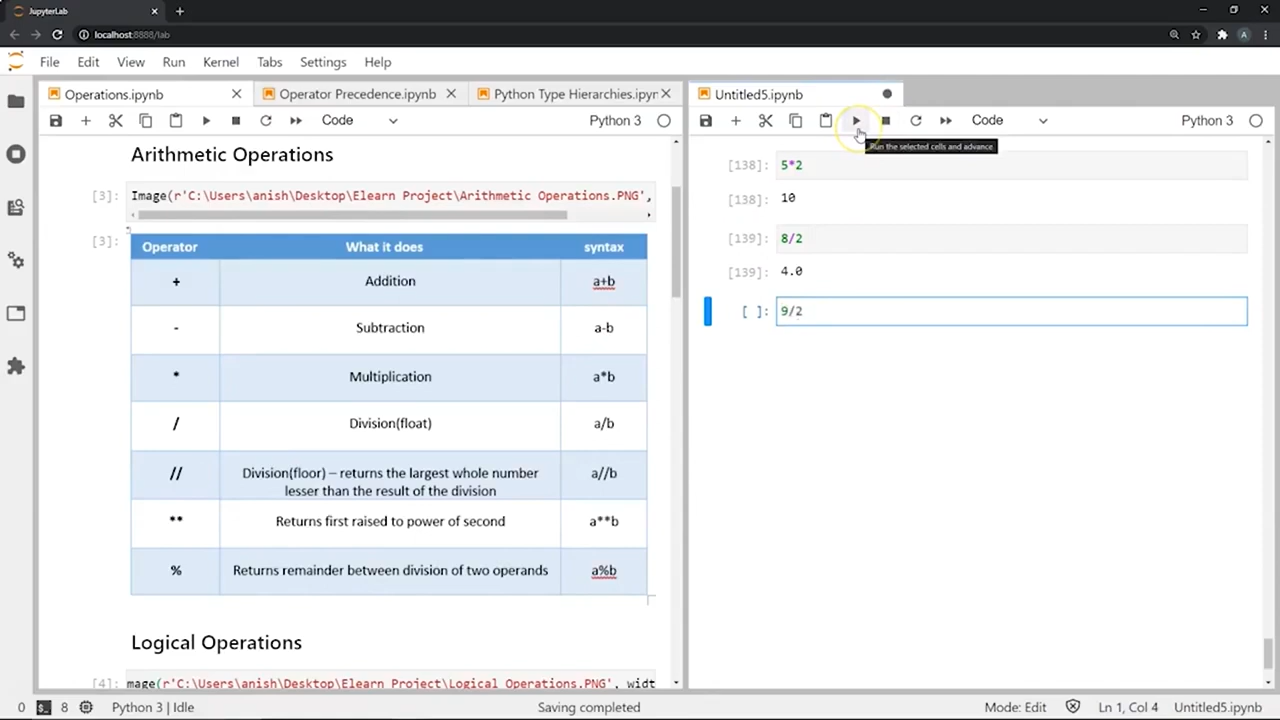 JupyterLab
localhost:8888/lab
File Edit View Run Kernel Tabs Settings Help
Operations.ipynb
Operator Precedence.ipynb
Python Type Hierarchies.ipyr
Untitled5.ipynb
Code
Python 3
Code
Python 3
Run the selected cells and advance
Arithmetic Operations
[3]: Image(r'C:\Users\anish\Desktop\Elearn Project\Arithmetic Operations.PNG',
[3]:
Operator What it does syntax
+ Addition a+b
- Subtraction a-b
* Multiplication a*b
/ Division(float) a/b
// Division(floor) – returns the largest whole number
lesser than the result of the division a//b
** Returns first raised to power of second a**b
% Returns remainder between division of two operands a%b
Logical Operations
[4]: mage(r'C:\Users\anish\Desktop\Elearn Project\Logical Operations.PNG', widt
[138]: 5*2
[138]: 10
[139]: 8/2
[139]: 4.0
[ ]: 9/2
0 8 Python 3 | Idle Saving completed Mode: Edit Ln 1, Col 4 Untitled5.ipynb